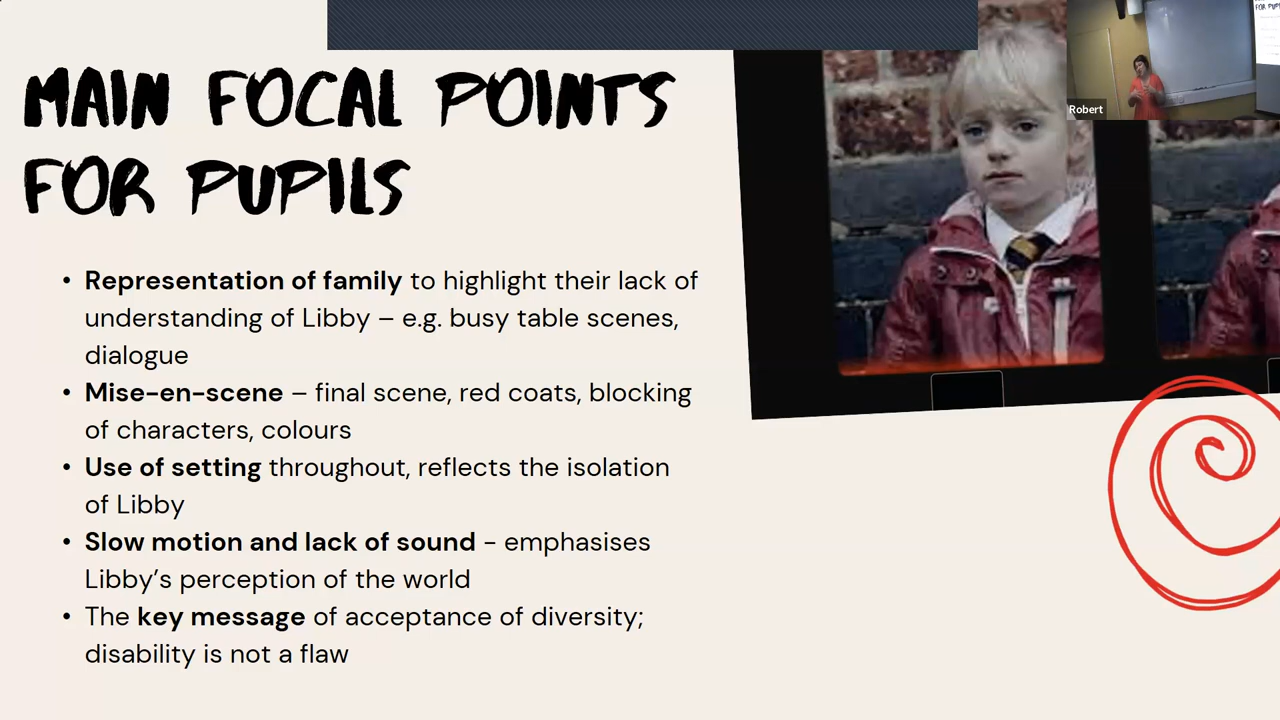 MAIN FOCAL POINTS
FOR PUPILS
• Representation of family to highlight their lack of
understanding of Libby – e.g. busy table scenes,
dialogue
• Mise-en-scene – final scene, red coats, blocking
of characters, colours
• Use of setting throughout, reflects the isolation
of Libby
• Slow motion and lack of sound - emphasises
Libby's perception of the world
• The key message of acceptance of diversity;
disability is not a flaw
Robert